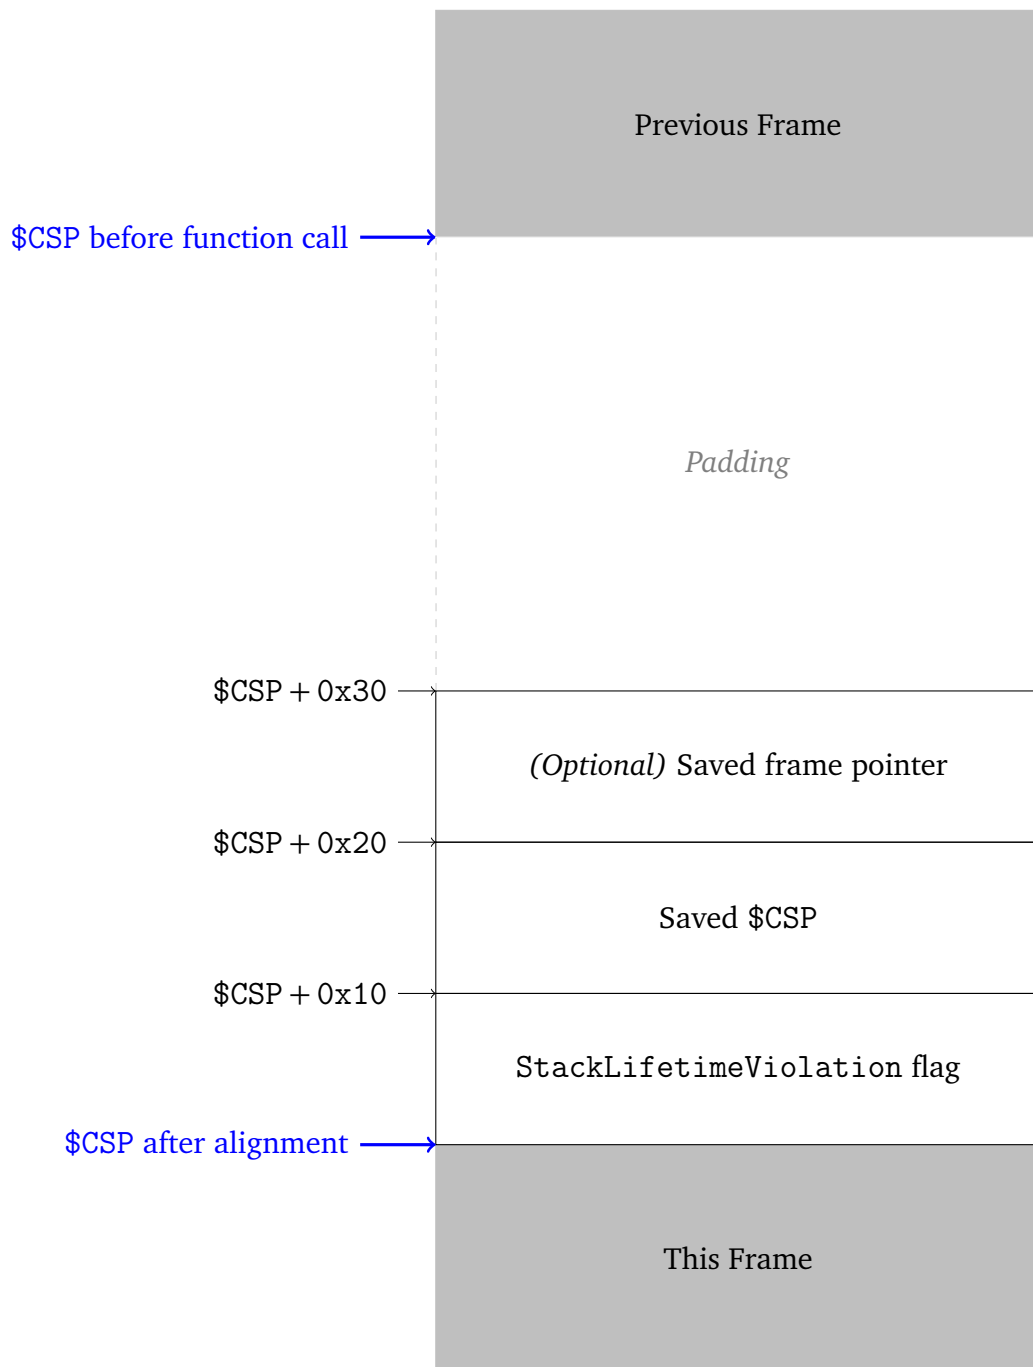 Previous Frame
$CSP before function call
Padding
$CSP + 0x30
(Optional) Saved frame pointer
$CSP + 0x20
Saved $CSP
$CSP + 0x10
StackLifetimeViolation flag
$CSP after alignment
This Frame